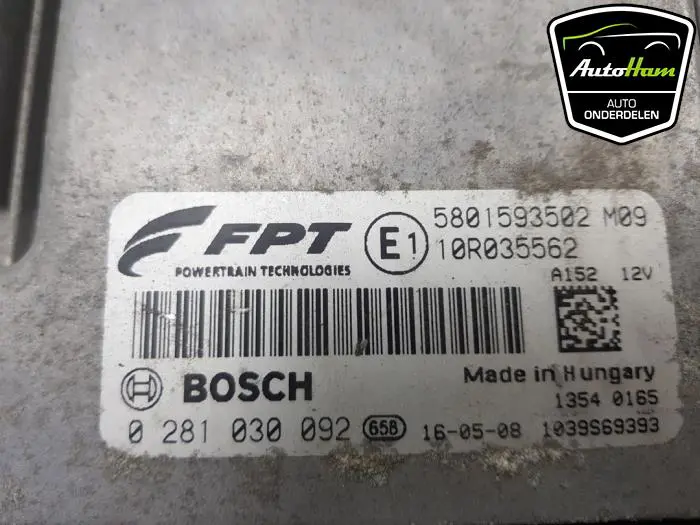 AutoHam
AUTO
ONDERDELEN
FPT
POWERTRAIN TECHNOLOGIES
E1
5801593502 M09
10R035562
A152 12V
BOSCH
Made in Hungary
1354 0165
0 281 030 092 658 16-05-08 1039S69393